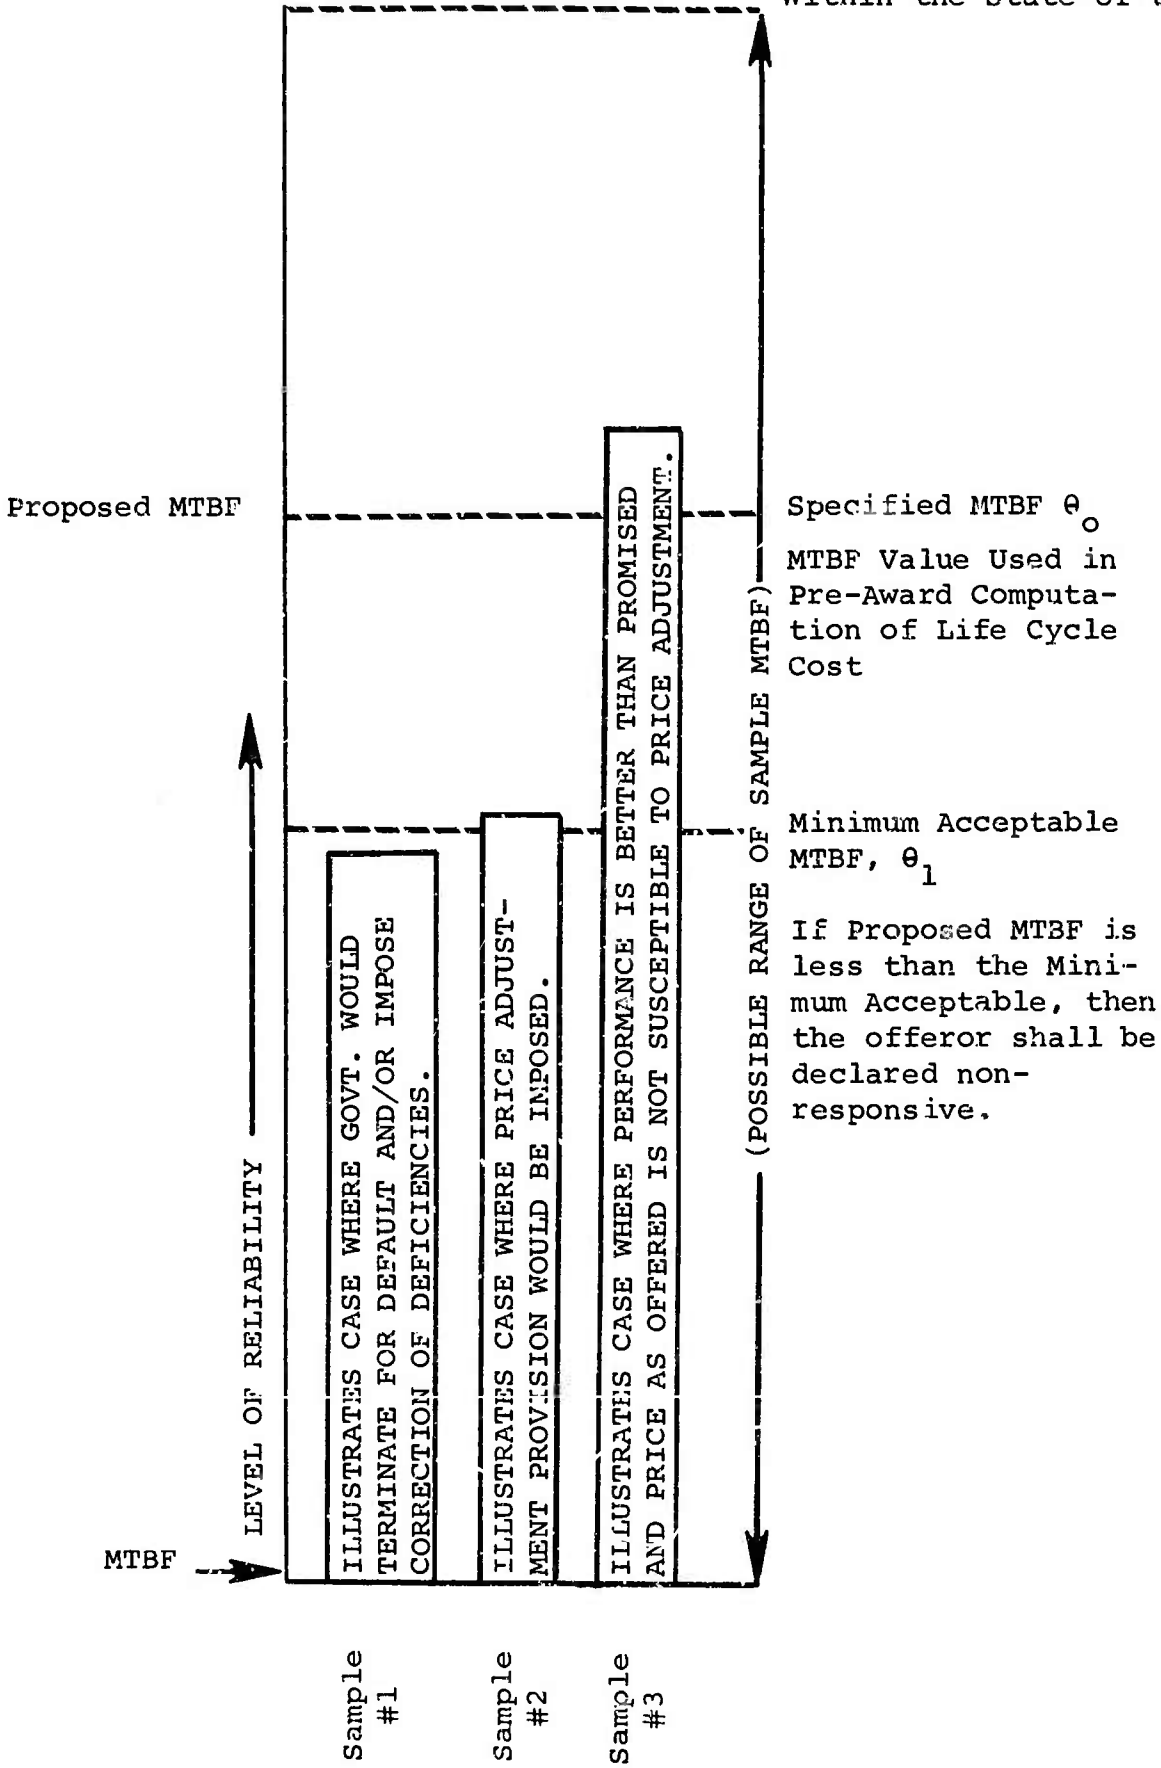 Within the State of
Proposed MTBF
Specified MTBF θo
MTBF Value Used in
Pre-Award Computa-
tion of Life Cycle
Cost
Minimum Acceptable
MTBF, θ1
If Proposed MTBF is
less than the Mini-
mum Acceptable, then
the offeror shall be
declared non-
responsive.
MTBF
LEVEL OF RELIABILITY
ILLUSTRATES CASE WHERE GOVT. WOULD
TERMINATE FOR DEFAULT AND/OR IMPOSE
CORRECTION OF DEFICIENCIES.
ILLUSTRATES CASE WHERE PRICE ADJUST-
MENT PROVISION WOULD BE IMPOSED.
ILLUSTRATES CASE WHERE PERFORMANCE IS BETTER THAN PROMISED
AND PRICE AS OFFERED IS NOT SUSCEPTIBLE TO PRICE ADJUSTMENT.
(POSSIBLE RANGE OF SAMPLE MTBF)
Sample
#1
Sample
#2
Sample
#3